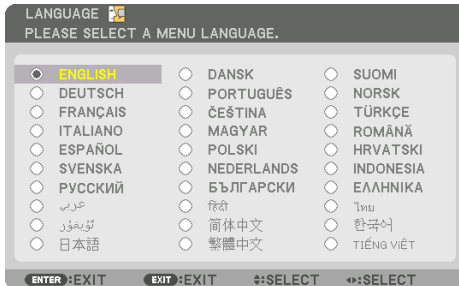 LANGUAGE
PLEASE SELECT A MENU LANGUAGE.
ENGLISH DANSK SUOMI
DEUTSCH PORTUGUÊS NORSK
FRANÇAIS ČEŠTINA TÜRKÇE
ITALIANO MAGYAR ROMÂNĂ
ESPAÑOL POLSKI HRVATSKI
SVENSKA NEDERLANDS INDONESIA
РУССКИЙ БЪЛГАРСКИ ΕΛΛΗΝΙΚΑ
عربي हिंदी ไทย
ئۇيغۇر 简体中文 한국어
日本語 繁體中文 TIẾNG VIỆT
ENTER:EXIT EXIT:EXIT :SELECT :SELECT